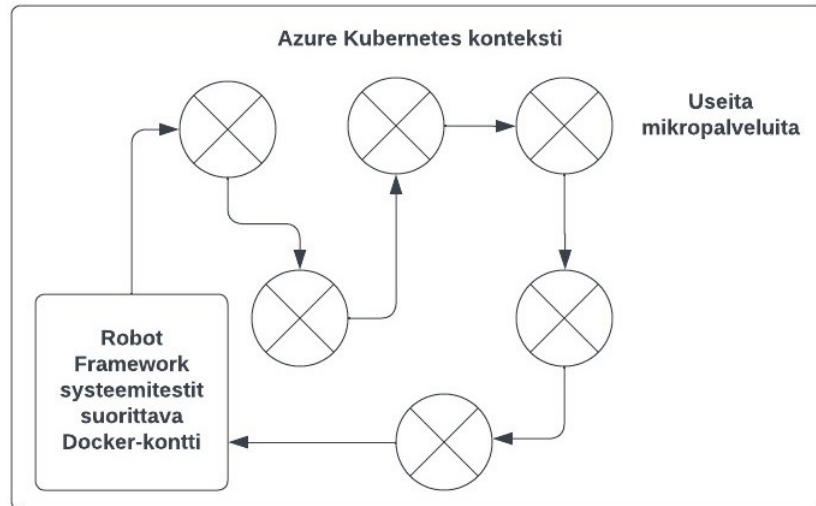 Azure Kubernetes konteksti
Useita
mikropalveluita
Robot
Framework
systeemitestit
suorittava
Docker-kontti